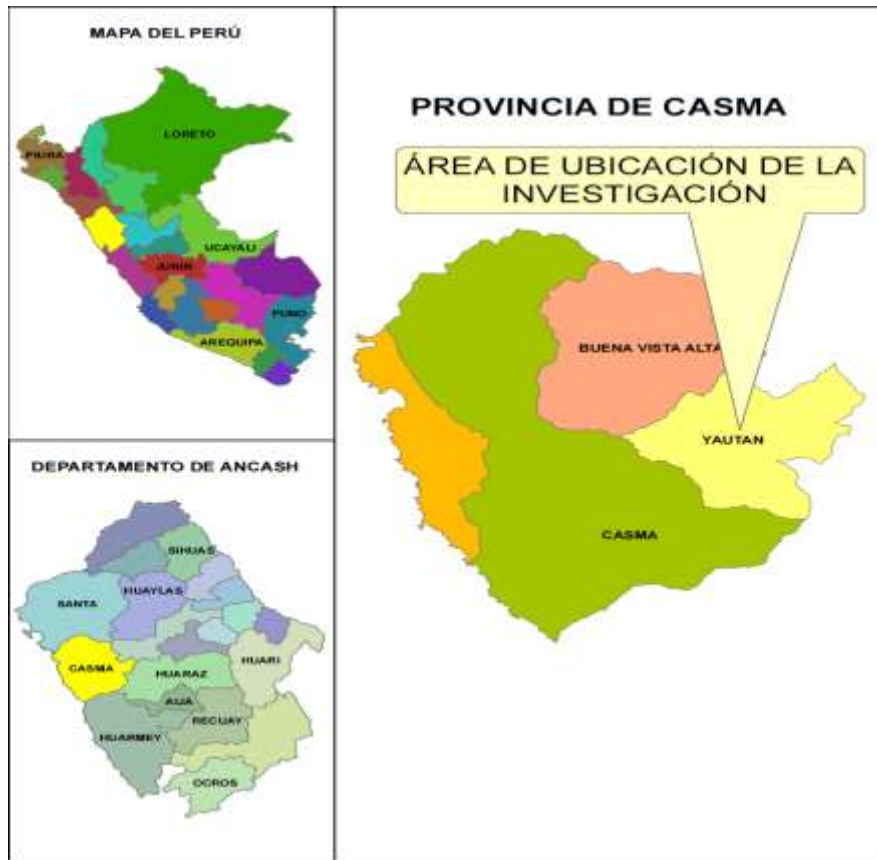 MAPA DEL PERÚ
LORETO
PIURA
UCAYALI
JUNIN
PUNO
AREQUIPA
DEPARTAMENTO DE ANCASH
SIHUAS
HUAYLAS
SANTA
CASMA
HUARI
HUARAZ
AIJA
RECUAY
HUARMEY
OCROS
PROVINCIA DE CASMA
ÁREA DE UBICACIÓN DE LA
INVESTIGACIÓN
BUENA VISTA ALTA
YAUTAN
CASMA